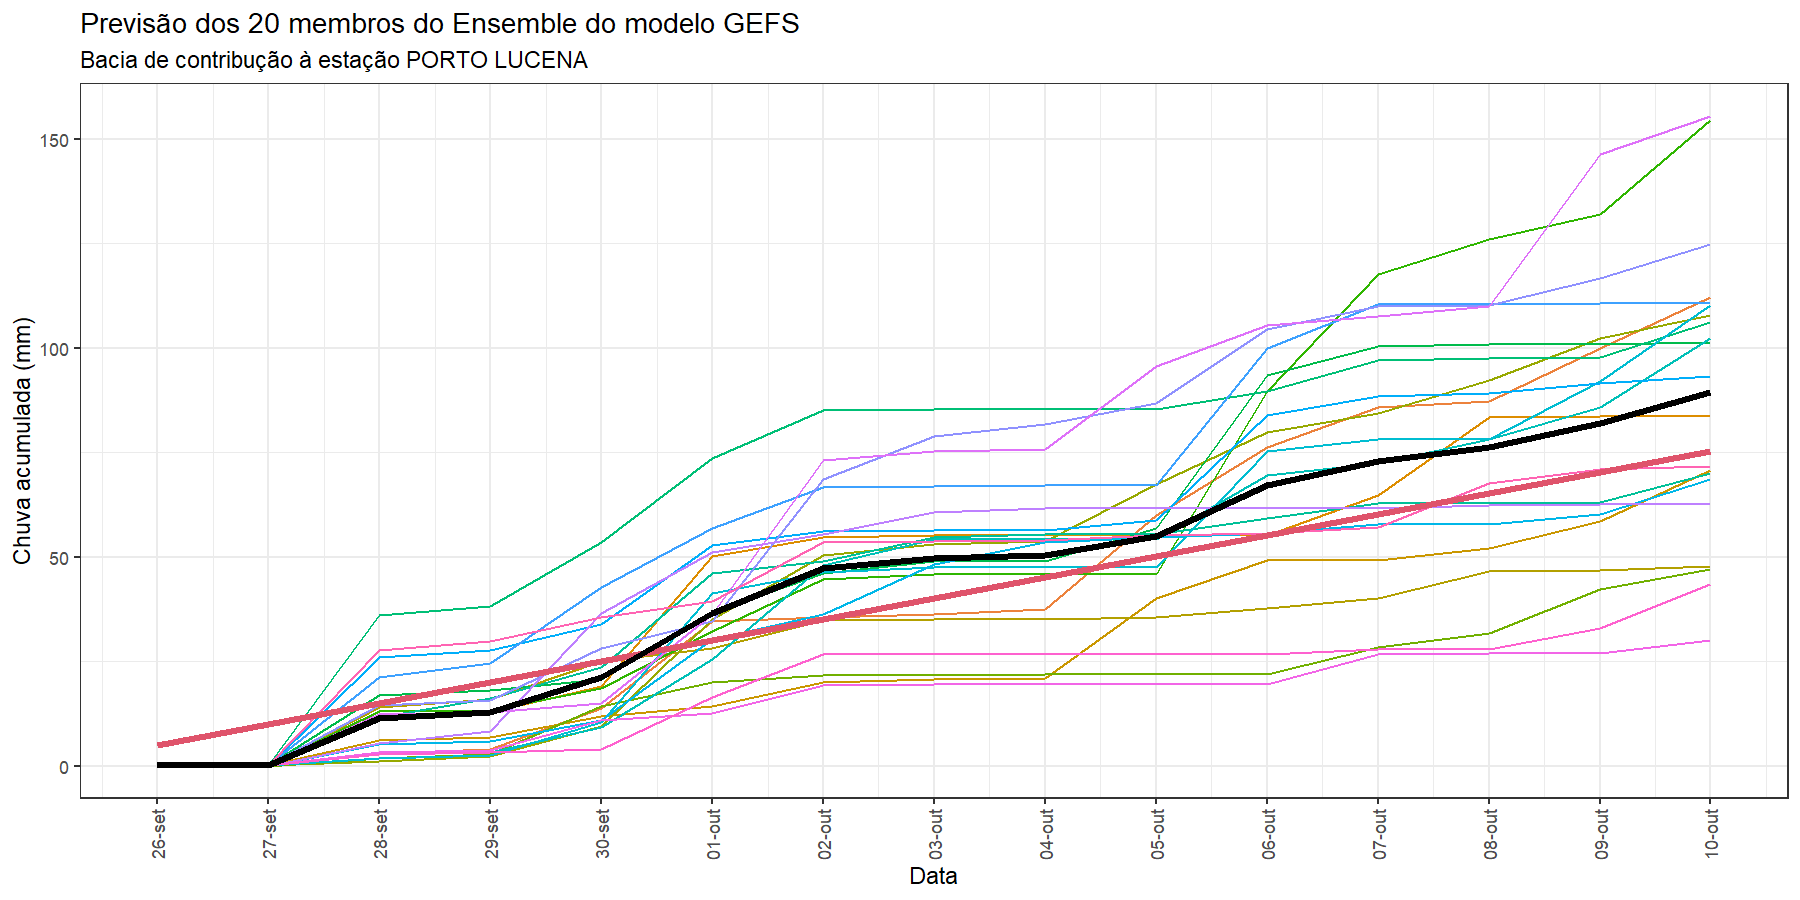 Previsão dos 20 membros do Ensemble do modelo GEFS
Bacia de contribução à estação PORTO LUCENA
Chuva acumulada (mm)
150
100
50
0
26-set
27-set
28-set
29-set
30-set
01-out
02-out
03-out
04-out
05-out
06-out
07-out
08-out
09-out
10-out
Data